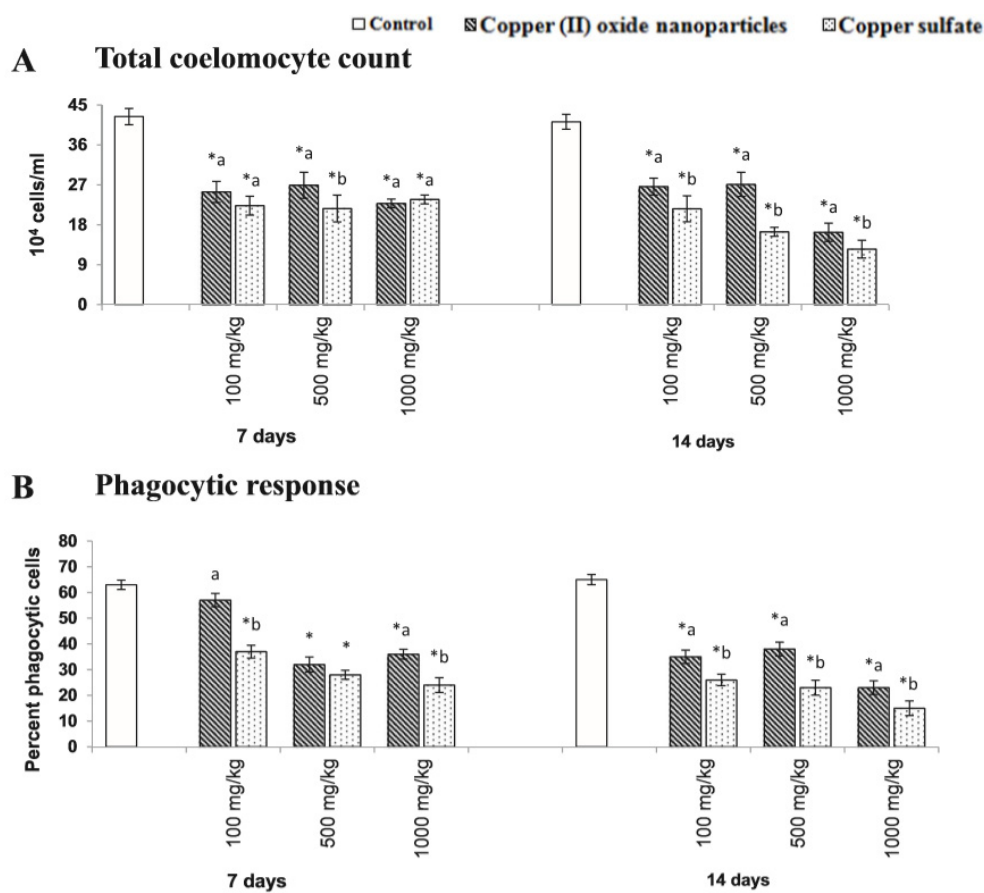 Control Copper (II) oxide nanoparticles Copper sulfate
A Total coelomocyte count
10⁴ cells/ml
45
36
27
18
9
0
*a *a *a *b *a *a
*a *b *a *b *a *b
100 mg/kg 500 mg/kg 1000 mg/kg 100 mg/kg 500 mg/kg 1000 mg/kg
7 days 14 days
B Phagocytic response
Percent phagocytic cells
80
70
60
50
40
30
20
10
0
a *b * * *a *b
*a *b *a *b *a *b
100 mg/kg 500 mg/kg 1000 mg/kg 100 mg/kg 500 mg/kg 1000 mg/kg
7 days 14 days